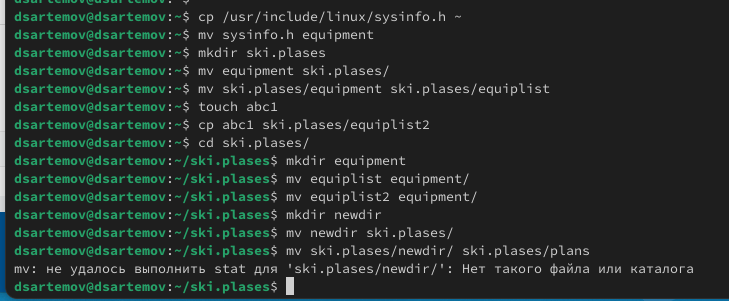 dsartemov@dsartemov:~$ cp /usr/include/linux/sysinfo.h ~
dsartemov@dsartemov:~$ mv sysinfo.h equipment
dsartemov@dsartemov:~$ mkdir ski.plases
dsartemov@dsartemov:~$ mv equipment ski.plases/
dsartemov@dsartemov:~$ mv ski.plases/equipment ski.plases/equiplist
dsartemov@dsartemov:~$ touch abc1
dsartemov@dsartemov:~$ cp abc1 ski.plases/equiplist2
dsartemov@dsartemov:~$ cd ski.plases/
dsartemov@dsartemov:~/ski.plases$ mkdir equipment
dsartemov@dsartemov:~/ski.plases$ mv equiplist equipment/
dsartemov@dsartemov:~/ski.plases$ mv equiplist2 equipment/
dsartemov@dsartemov:~/ski.plases$ mkdir newdir
dsartemov@dsartemov:~/ski.plases$ mv newdir ski.plases/
dsartemov@dsartemov:~/ski.plases$ mv ski.plases/newdir/ ski.plases/plans
mv: не удалось выполнить stat для 'ski.plases/newdir/': Нет такого файла или каталога
dsartemov@dsartemov:~/ski.plases$